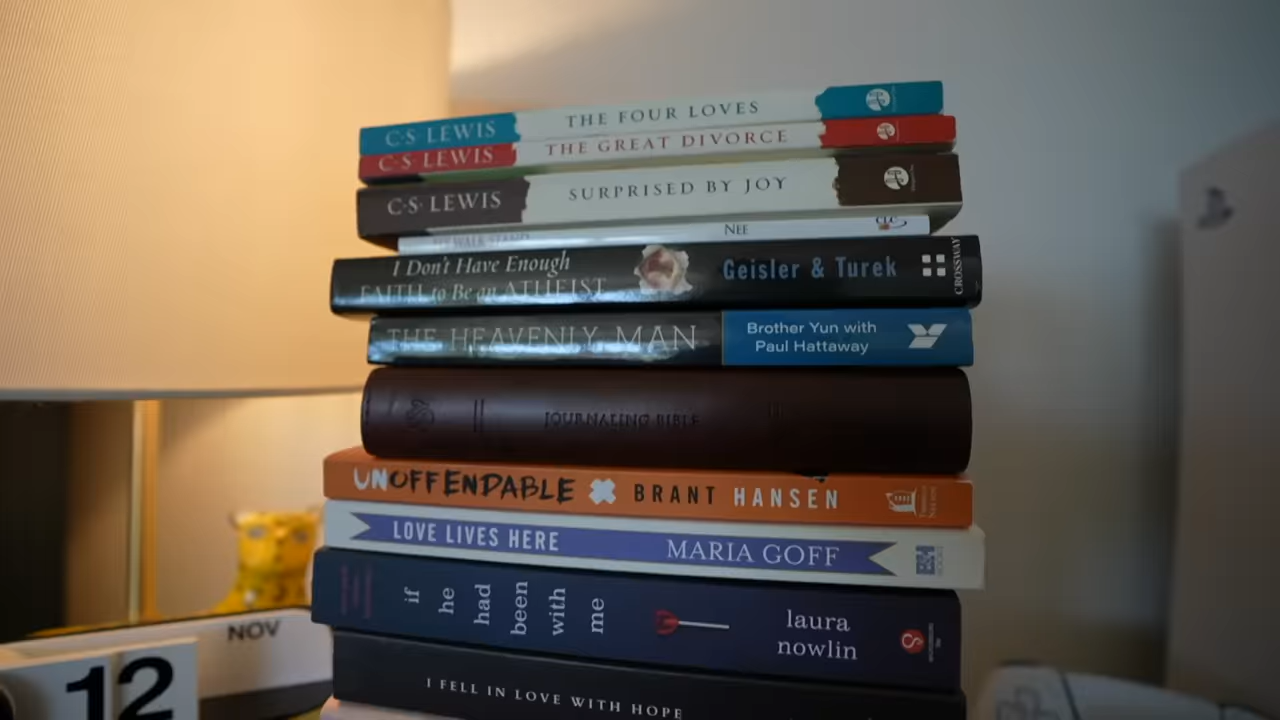 C·S·LEWIS THE FOUR LOVES
C·S·LEWIS THE GREAT DIVORCE
C·S·LEWIS SURPRISED BY JOY
WALK STAND NEE CLC
I Don't Have Enough
FAITH to Be an ATHEIST
Geisler & Turek
CROSSWAY
THE HEAVENLY MAN
Brother Yun with
Paul Hattaway
JOURNALING BIBLE
UNOFFENDABLE BRANT HANSEN
LOVE LIVES HERE MARIA GOFF
if he had been with me
laura
nowlin
I FELL IN LOVE WITH HOPE
NOV
12